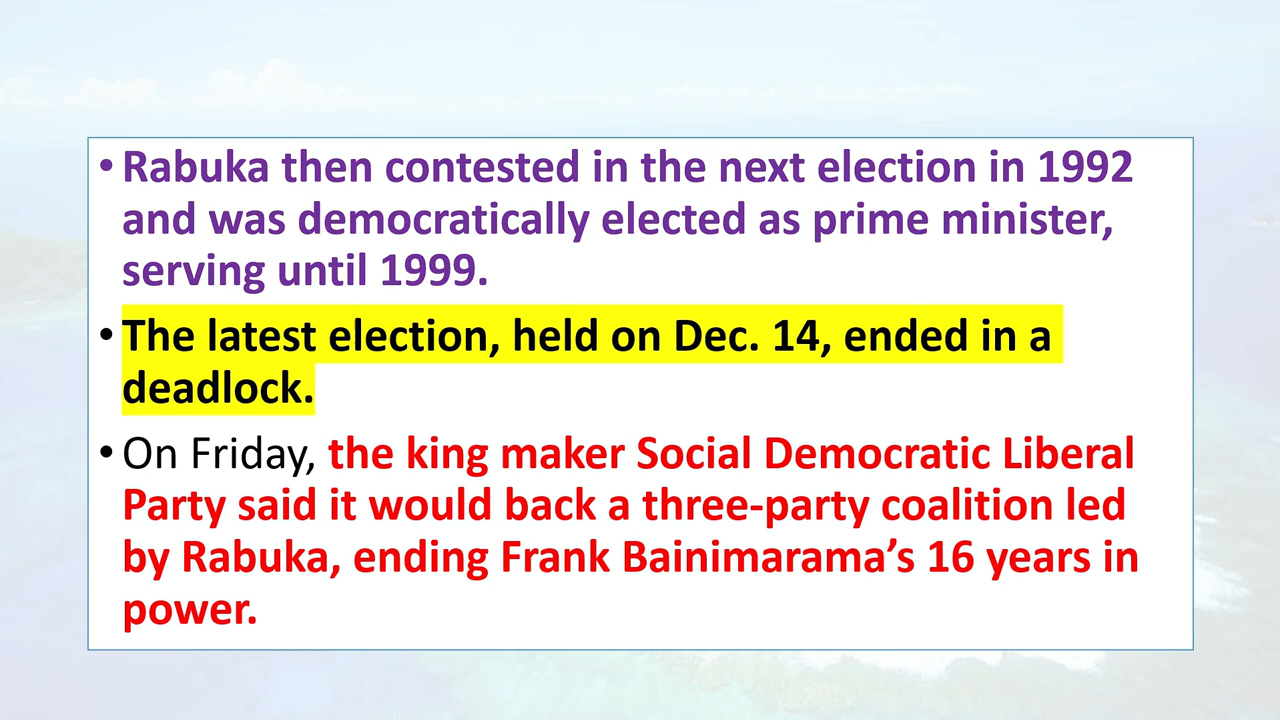 • Rabuka then contested in the next election in 1992
and was democratically elected as prime minister,
serving until 1999.
• The latest election, held on Dec. 14, ended in a
deadlock.
• On Friday, the king maker Social Democratic Liberal
Party said it would back a three-party coalition led
by Rabuka, ending Frank Bainimarama’s 16 years in
power.